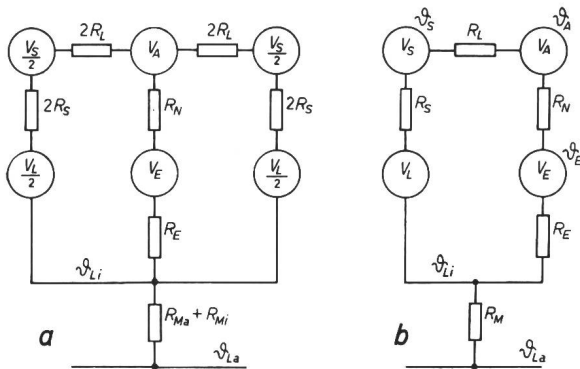 V_S/2 2R_L V_A 2R_L V_S/2
2R_S R_N 2R_S
V_L/2 V_E V_L/2
R_E
ϑ_Li
R_Ma + R_Mi
a
ϑ_La
ϑ_S ϑ_A
V_S R_L V_A
R_S R_N
V_L V_E ϑ_E
R_E
ϑ_Li
R_M
b
ϑ_La